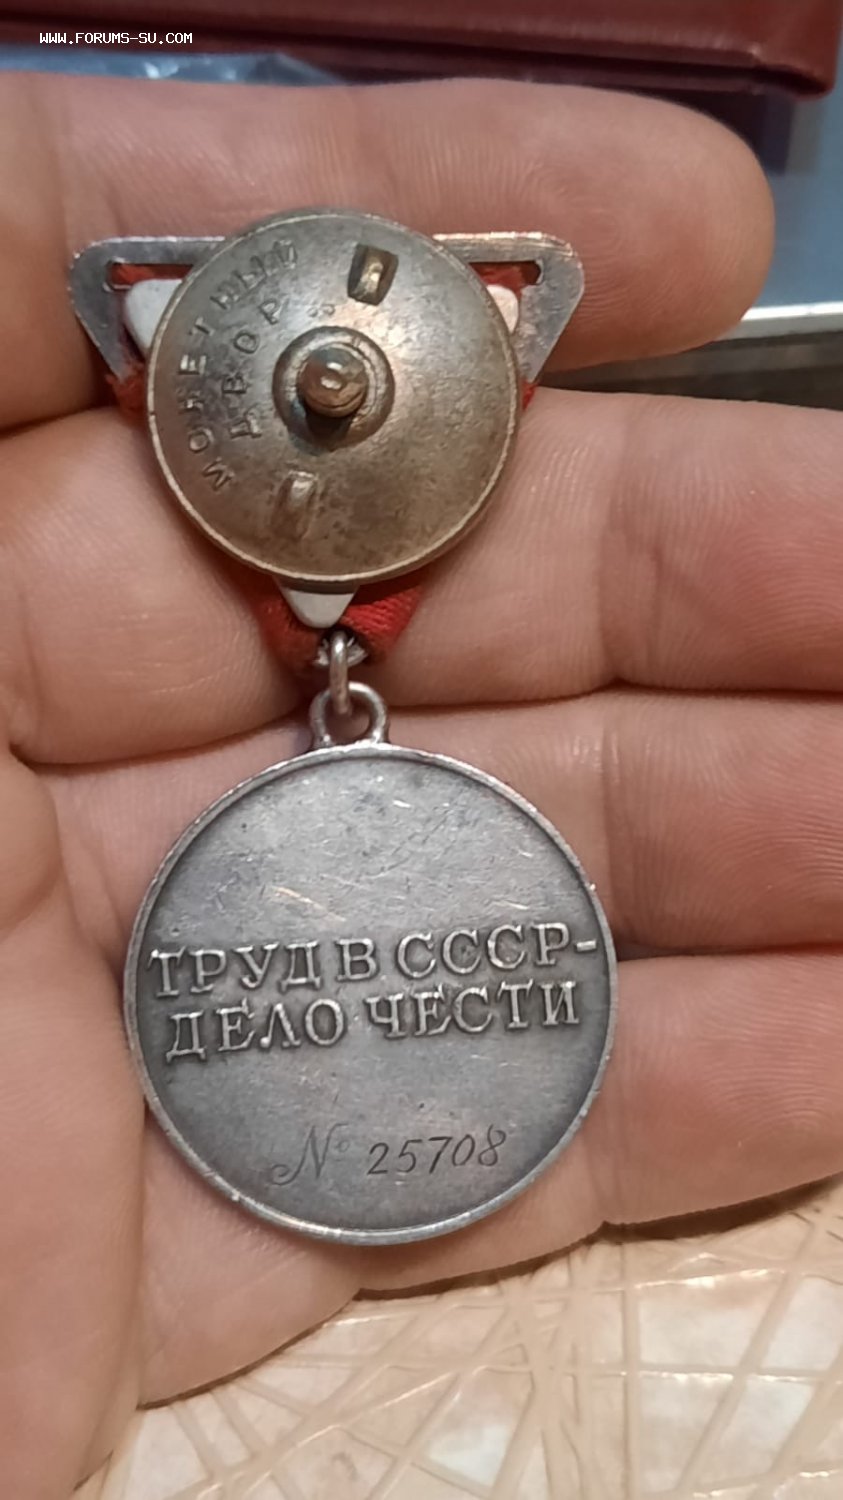 WWW.FORUMS-SU.COM
МОНЕТНЫЙ
ДВОР
ТРУД В СССР-
ДЕЛО ЧЕСТИ
№ 25708